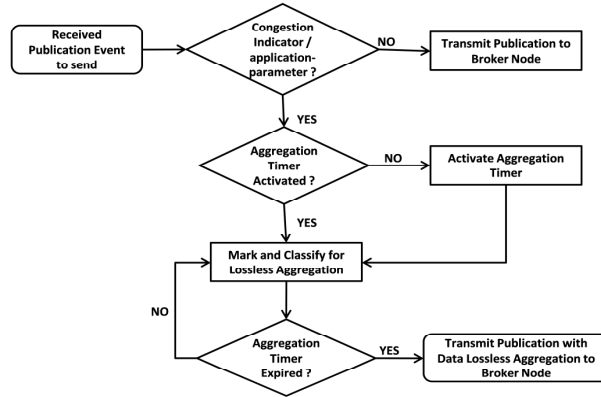 Received
Publication Event
to send
Congestion
Indicator /
application-
parameter ?
NO
Transmit Publication to
Broker Node
YES
Aggregation
Timer
Activated ?
NO
Activate Aggregation
Timer
YES
Mark and Classify for
Lossless Aggregation
NO
Aggregation
Timer
Expired ?
YES
Transmit Publication with
Data Lossless Aggregation to
Broker Node